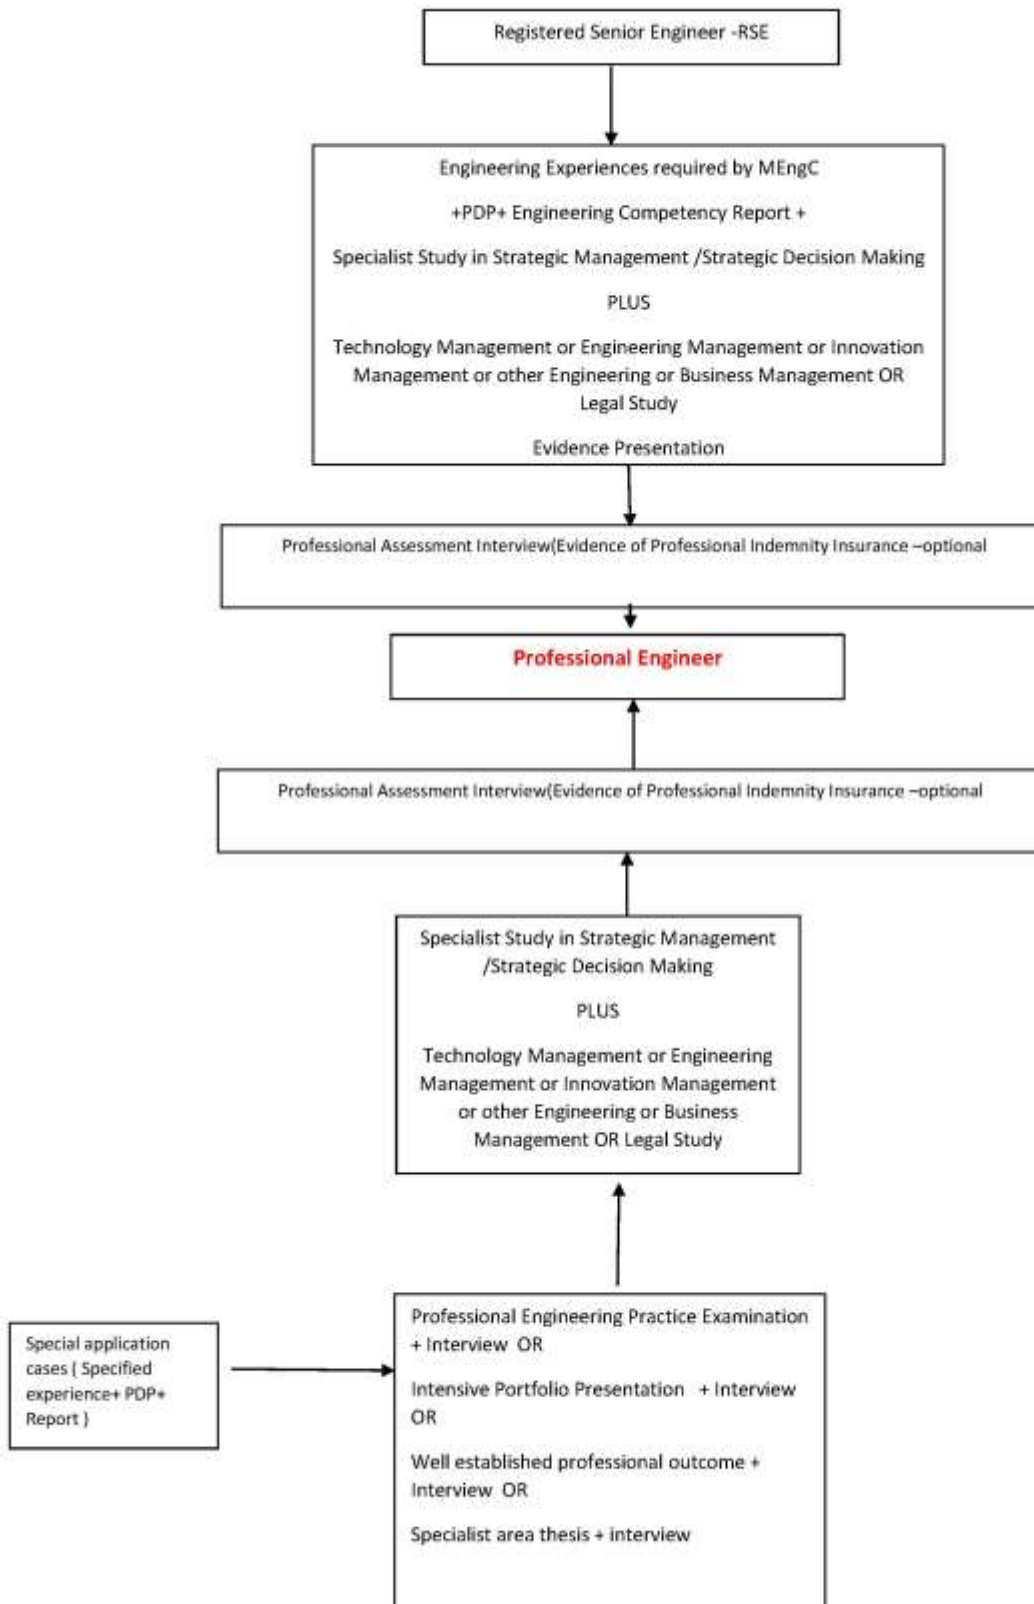 Registered Senior Engineer -RSE
Engineering Experiences required by MEngC
+PDP+ Engineering Competency Report +
Specialist Study in Strategic Management /Strategic Decision Making
PLUS
Technology Management or Engineering Management or Innovation
Management or other Engineering or Business Management OR
Legal Study
Evidence Presentation
Professional Assessment Interview(Evidence of Professional Indemnity Insurance –optional
Professional Engineer
Professional Assessment Interview(Evidence of Professional Indemnity Insurance –optional
Specialist Study in Strategic Management
/Strategic Decision Making
PLUS
Technology Management or Engineering
Management or Innovation Management
or other Engineering or Business
Management OR Legal Study
Special application
cases ( Specified
experience+ PDP+
Report )
Professional Engineering Practice Examination
+ Interview OR
Intensive Portfolio Presentation + Interview
OR
Well established professional outcome +
Interview OR
Specialist area thesis + interview